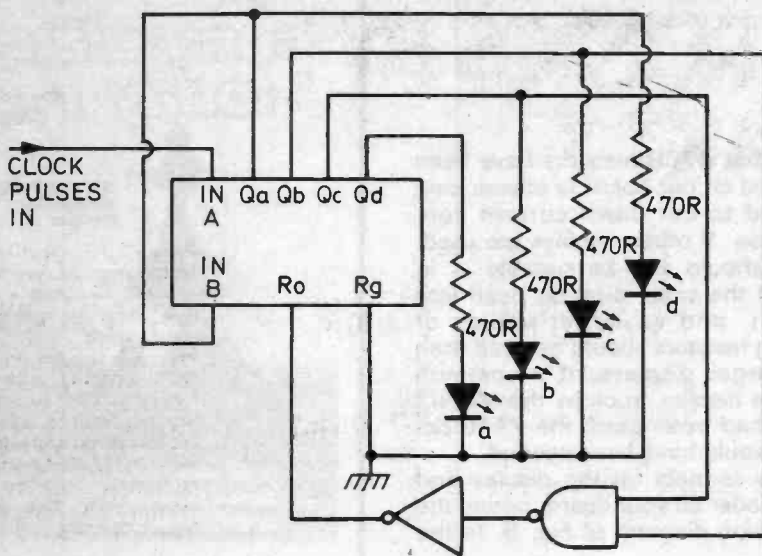 CLOCK
PULSES
IN
IN
A
Qa
Qb
Qc
Qd
IN
B
Ro
Rg
470R
470R
470R
470R
a
b
c
d